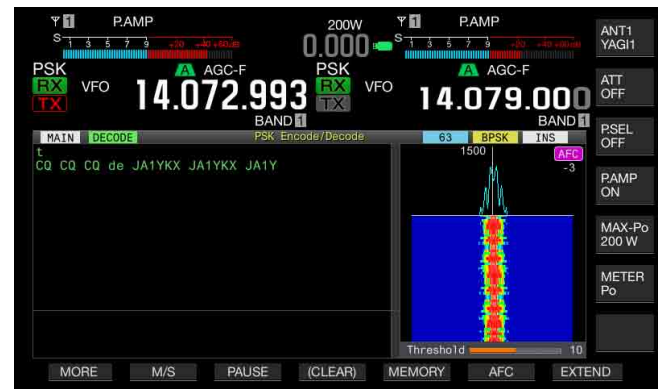 1 P.AMP 200W 1 P.AMP
S 1 3 5 7 9 +20 +40 +60dB 0.000 S 1 3 5 7 9 +20 +40 +60dB
PSK A AGC-F PSK A AGC-F
RX VFO 14.072.993 RX VFO 14.079.000
TX TX
BAND 1 BAND 1
MAIN DECODE PSK Encode/Decode 63 BPSK INS
t
CQ CQ CQ de JA1YKX JA1YKX JA1Y
1500
AFC
-3
Threshold 10
ANT1
YAGI1
ATT
OFF
P.SEL
OFF
P.AMP
ON
MAX-Po
200 W
METER
Po
MORE M/S PAUSE (CLEAR) MEMORY AFC EXTEND